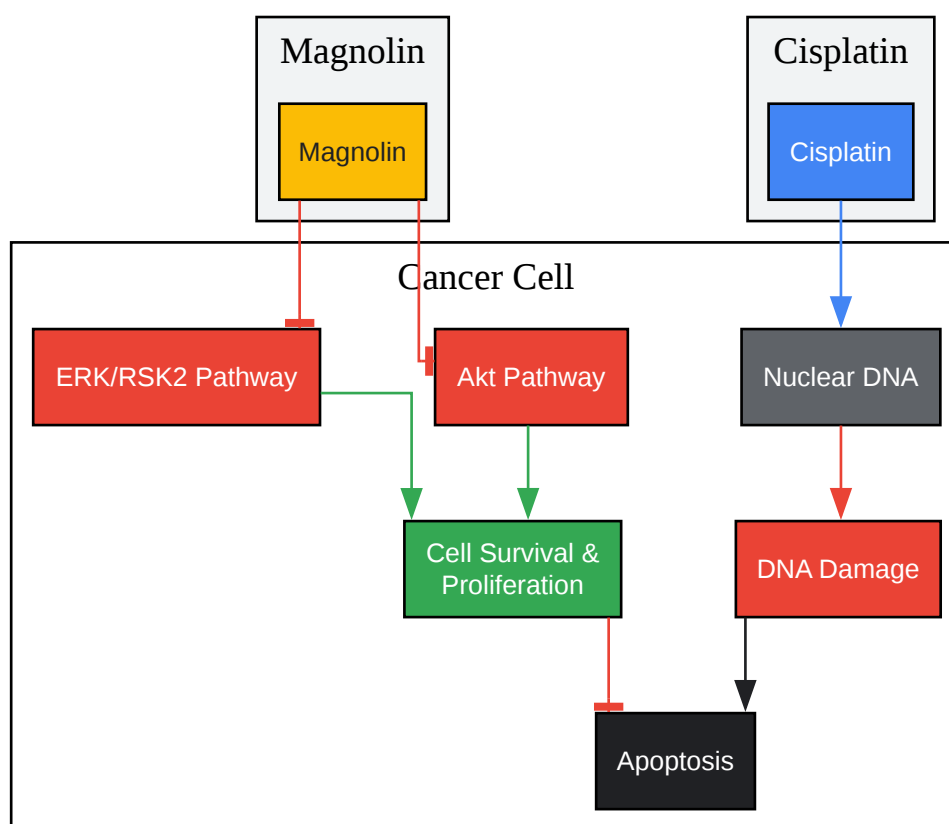 Magnolin
Cisplatin
Magnolin
Cisplatin
Cancer Cell
ERK/RSK2 Pathway
Akt Pathway
Nuclear DNA
Cell Survival &
Proliferation
DNA Damage
Apoptosis